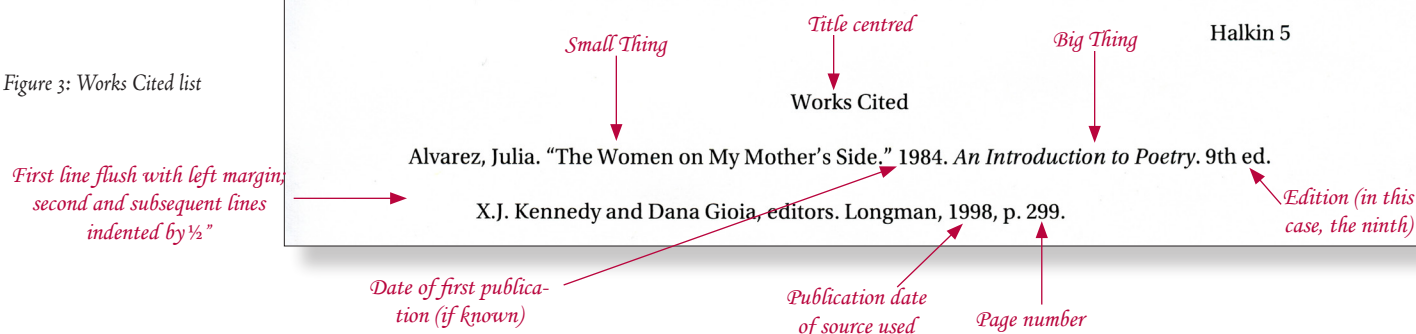 Halkin 5
Title centred
Small Thing
Big Thing
Figure 3: Works Cited list
Works Cited
Alvarez, Julia. “The Women on My Mother’s Side.” 1984. An Introduction to Poetry. 9th ed.
First line flush with left margin;
second and subsequent lines
indented by ½”
X.J. Kennedy and Dana Gioia, editors. Longman, 1998, p. 299.
Edition (in this
case, the ninth)
Date of first publica-
tion (if known)
Publication date
of source used
Page number